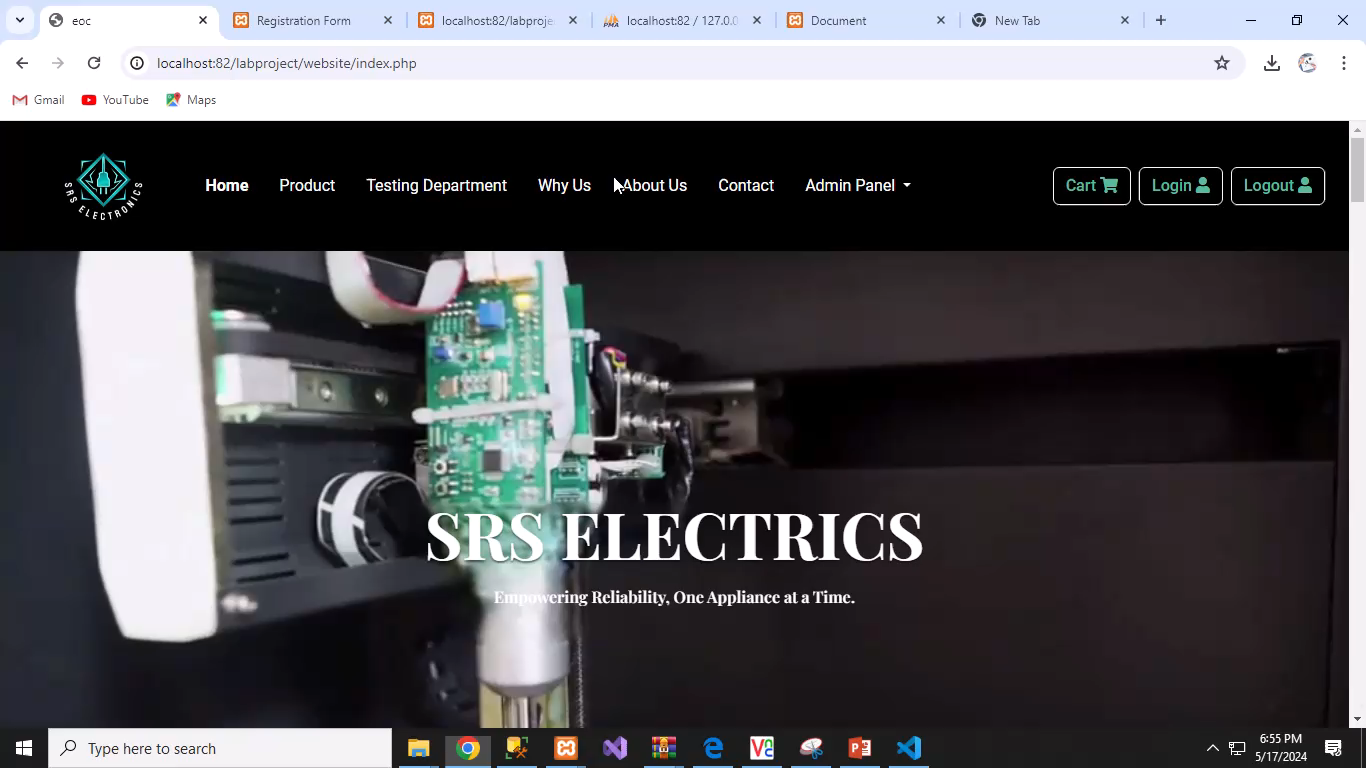 eoc
Registration Form
localhost:82/labproje
localhost:82 / 127.0.0
Document
New Tab
localhost:82/labproject/website/index.php
Gmail
YouTube
Maps
SRS ELECTRONICS
Home
Product
Testing Department
Why Us
About Us
Contact
Admin Panel
Cart
Login
Logout
SRS ELECTRICS
Empowering Reliability, One Appliance at a Time.
Type here to search
6:55 PM
5/17/2024